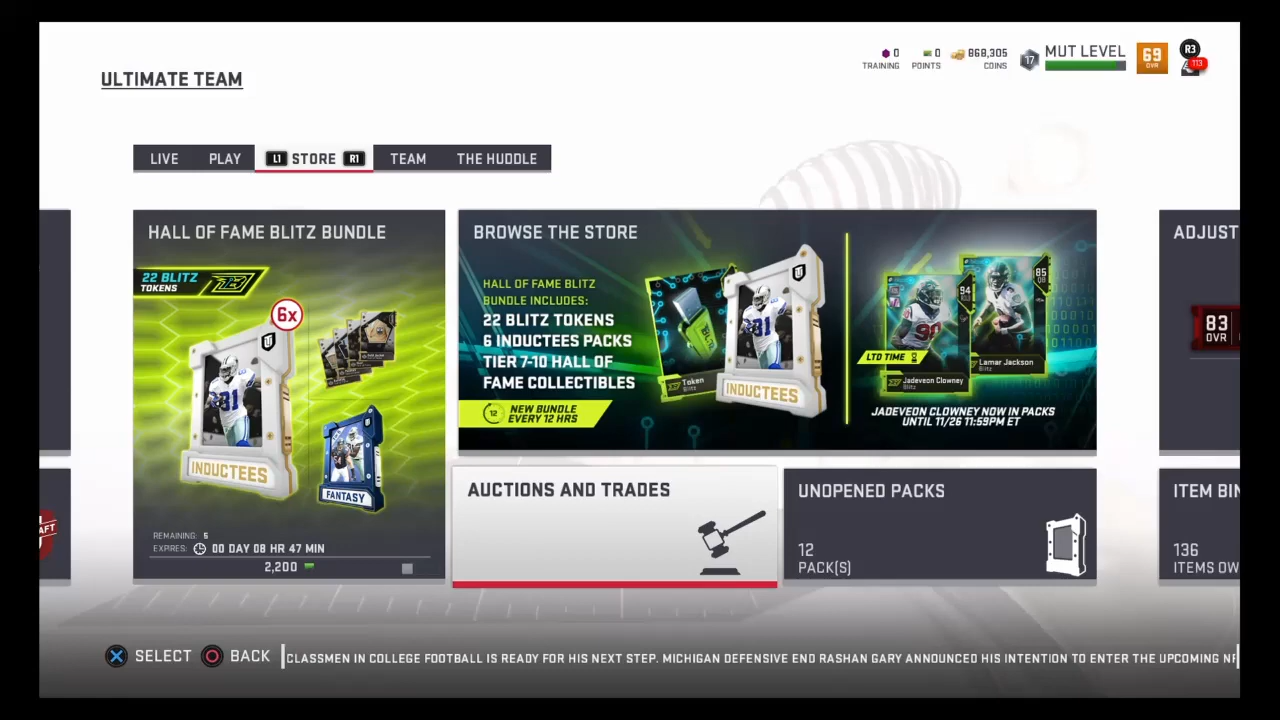 ULTIMATE TEAM
0
TRAINING
0
POINTS
868,305
COINS
17
MUT LEVEL
69
OVR
R3
113
LIVE
PLAY
L1 STORE R1
TEAM
THE HUDDLE
HALL OF FAME BLITZ BUNDLE
22 BLITZ
TOKENS
6x
INDUCTEES
FANTASY
REMAINING: 5
EXPIRES: 00 DAY 08 HR 47 MIN
2,200
BROWSE THE STORE
HALL OF FAME BLITZ
BUNDLE INCLUDES:
22 BLITZ TOKENS
6 INDUCTEES PACKS
TIER 7-10 HALL OF
FAME COLLECTIBLES
12 NEW BUNDLE
EVERY 12 HRS
Token
Blitz
INDUCTEES
94
85
QB
LTD TIME
Jadeveon Clowney
Blitz
Lamar Jackson
Blitz
JADEVEON CLOWNEY NOW IN PACKS
UNTIL 11/26 11:59PM ET
AUCTIONS AND TRADES
UNOPENED PACKS
12
PACK(S)
ADJUST
83
OVR
ITEM BIN
136
ITEMS OW
SELECT
BACK
CLASSMEN IN COLLEGE FOOTBALL IS READY FOR HIS NEXT STEP. MICHIGAN DEFENSIVE END RASHAN GARY ANNOUNCED HIS INTENTION TO ENTER THE UPCOMING NF